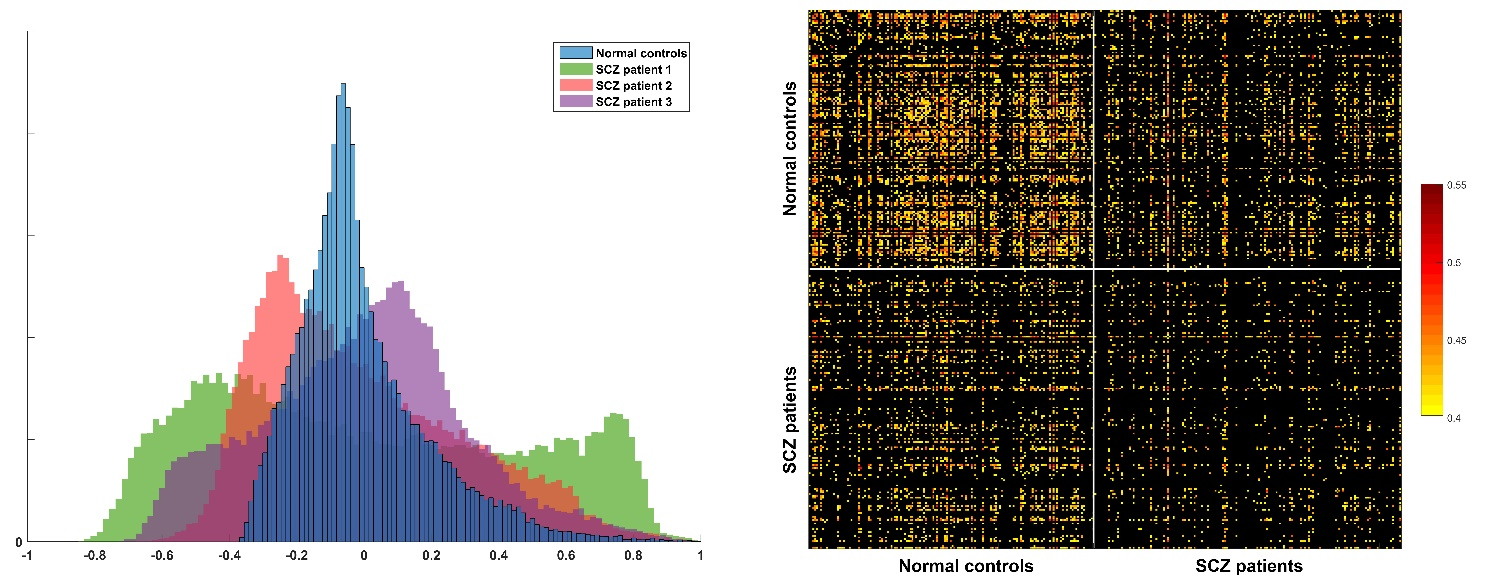 Normal controls
SCZ patient 1
SCZ patient 2
SCZ patient 3
0
-1
-0.8
-0.6
-0.4
-0.2
0
0.2
0.4
0.6
0.8
1
Normal controls
SCZ patients
Normal controls
SCZ patients
0.55
0.5
0.45
0.4